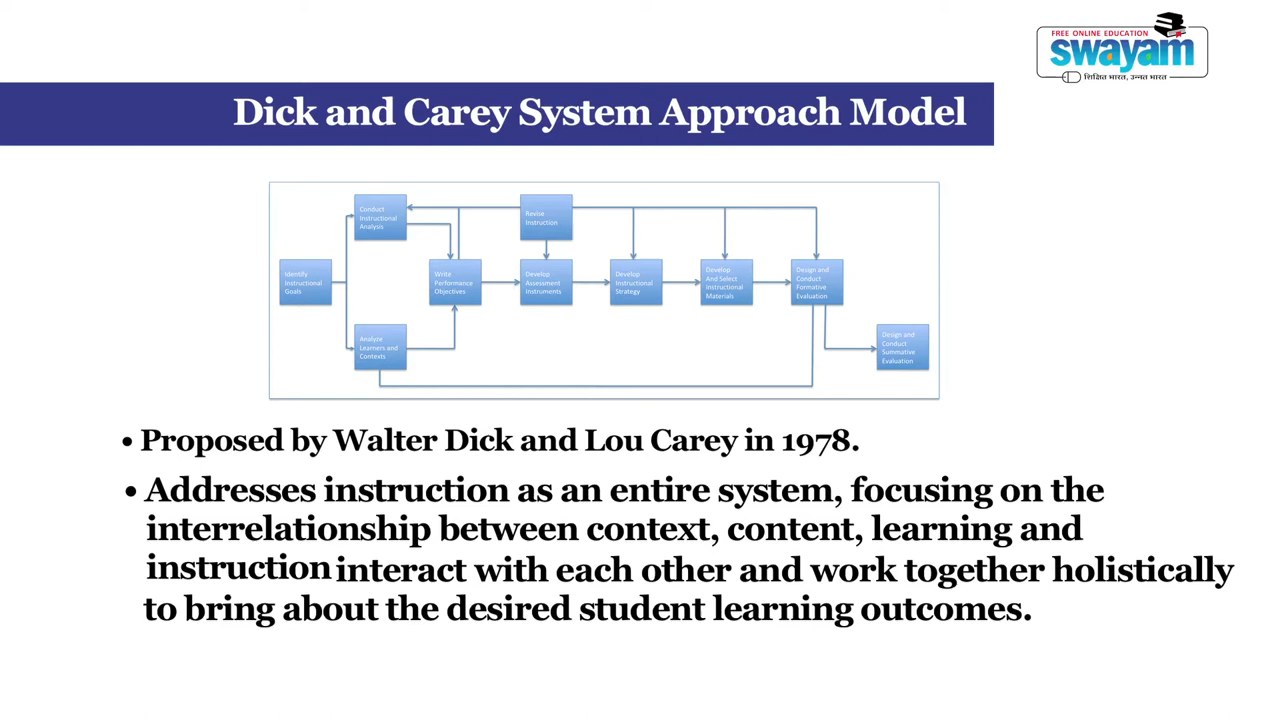 FREE ONLINE EDUCATION
swayam
शिक्षित भारत, उन्नत भारत
Dick and Carey System Approach Model
Conduct
Instructional
Analysis
Revise
Instruction
Identify
Instructional
Goals
Write
Performance
Objectives
Develop
Assessment
Instruments
Develop
Instructional
Strategy
Develop
And Select
Instructional
Materials
Design and
Conduct
Formative
Evaluation
Analyze
Learners and
Contexts
Design and
Conduct
Summative
Evaluation
• Proposed by Walter Dick and Lou Carey in 1978.
• Addresses instruction as an entire system, focusing on the
interrelationship between context, content, learning and
instruction interact with each other and work together holistically
to bring about the desired student learning outcomes.